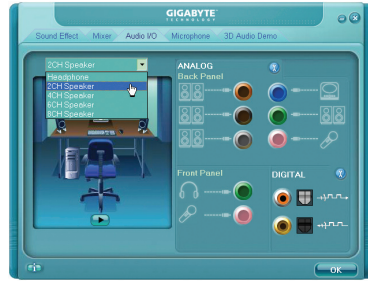 GIGABYTE
TECHNOLOGY
Sound Effect Mixer Audio I/O Microphone 3D Audio Demo
2CH Speaker
Headphone
2CH Speaker
4CH Speaker
6CH Speaker
8CH Speaker
ANALOG
Back Panel
Front Panel
DIGITAL
OK